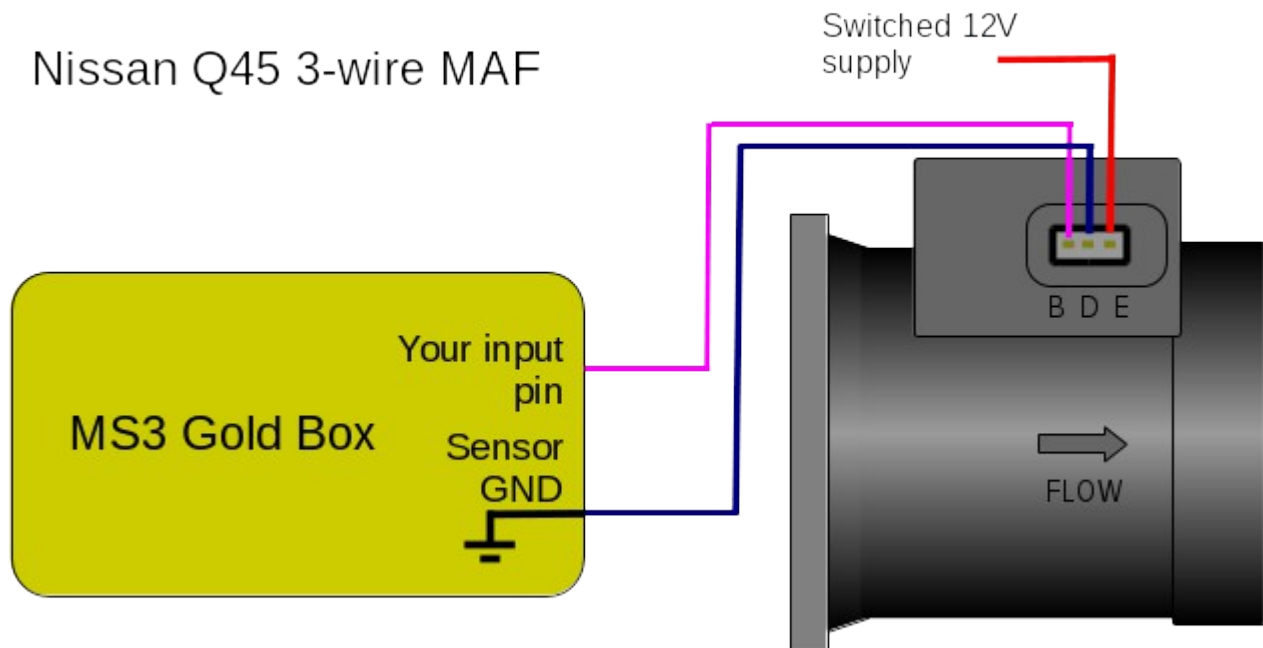 Nissan Q45 3-wire MAF
Switched 12V
supply
B D E
Your input
pin
MS3 Gold Box
Sensor
GND
FLOW